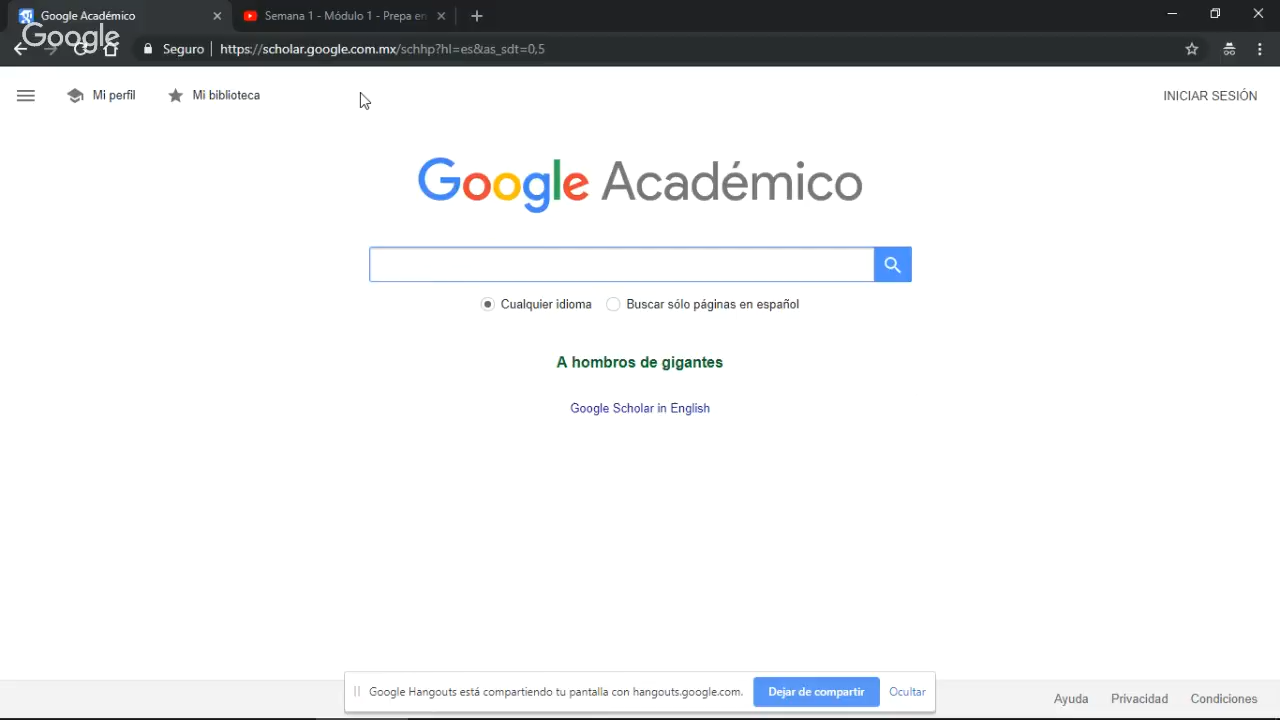 Google Académico
Semana 1 - Módulo 1 - Prepa en
Google
Seguro
https://scholar.google.com.mx/schhp?hl=es&as_sdt=0,5
Mi perfil
Mi biblioteca
INICIAR SESIÓN
Google Académico
Cualquier idioma
Buscar sólo páginas en español
A hombros de gigantes
Google Scholar in English
Google Hangouts está compartiendo tu pantalla con hangouts.google.com.
Dejar de compartir
Ocultar
Ayuda
Privacidad
Condiciones